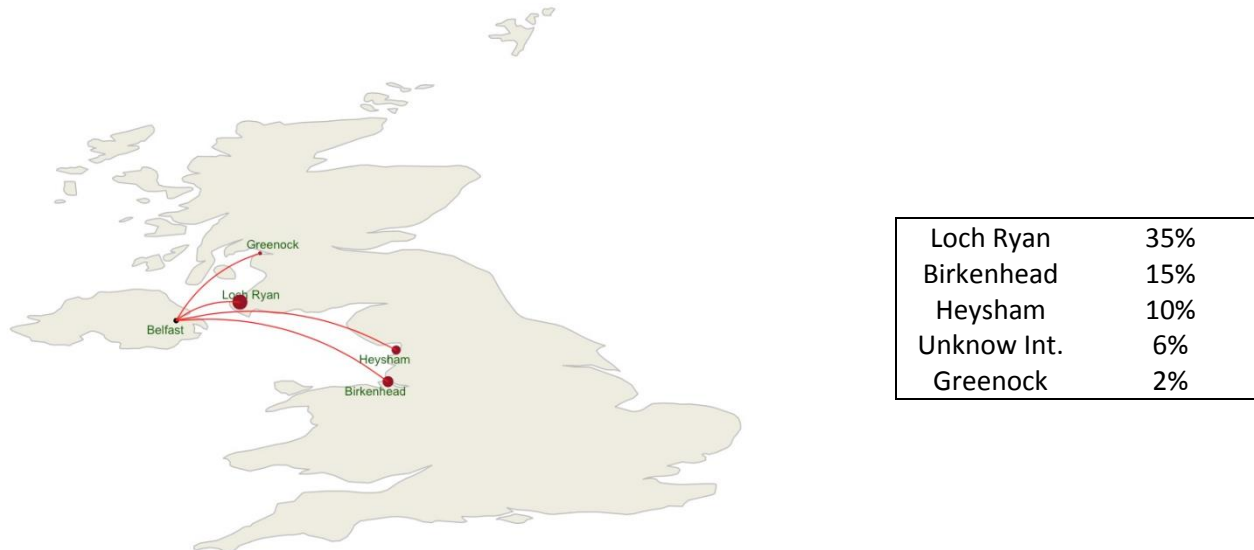 Greenock
Loch Ryan
Belfast
Heysham
Birkenhead
Loch Ryan 35%
Birkenhead 15%
Heysham 10%
Unknow Int. 6%
Greenock 2%